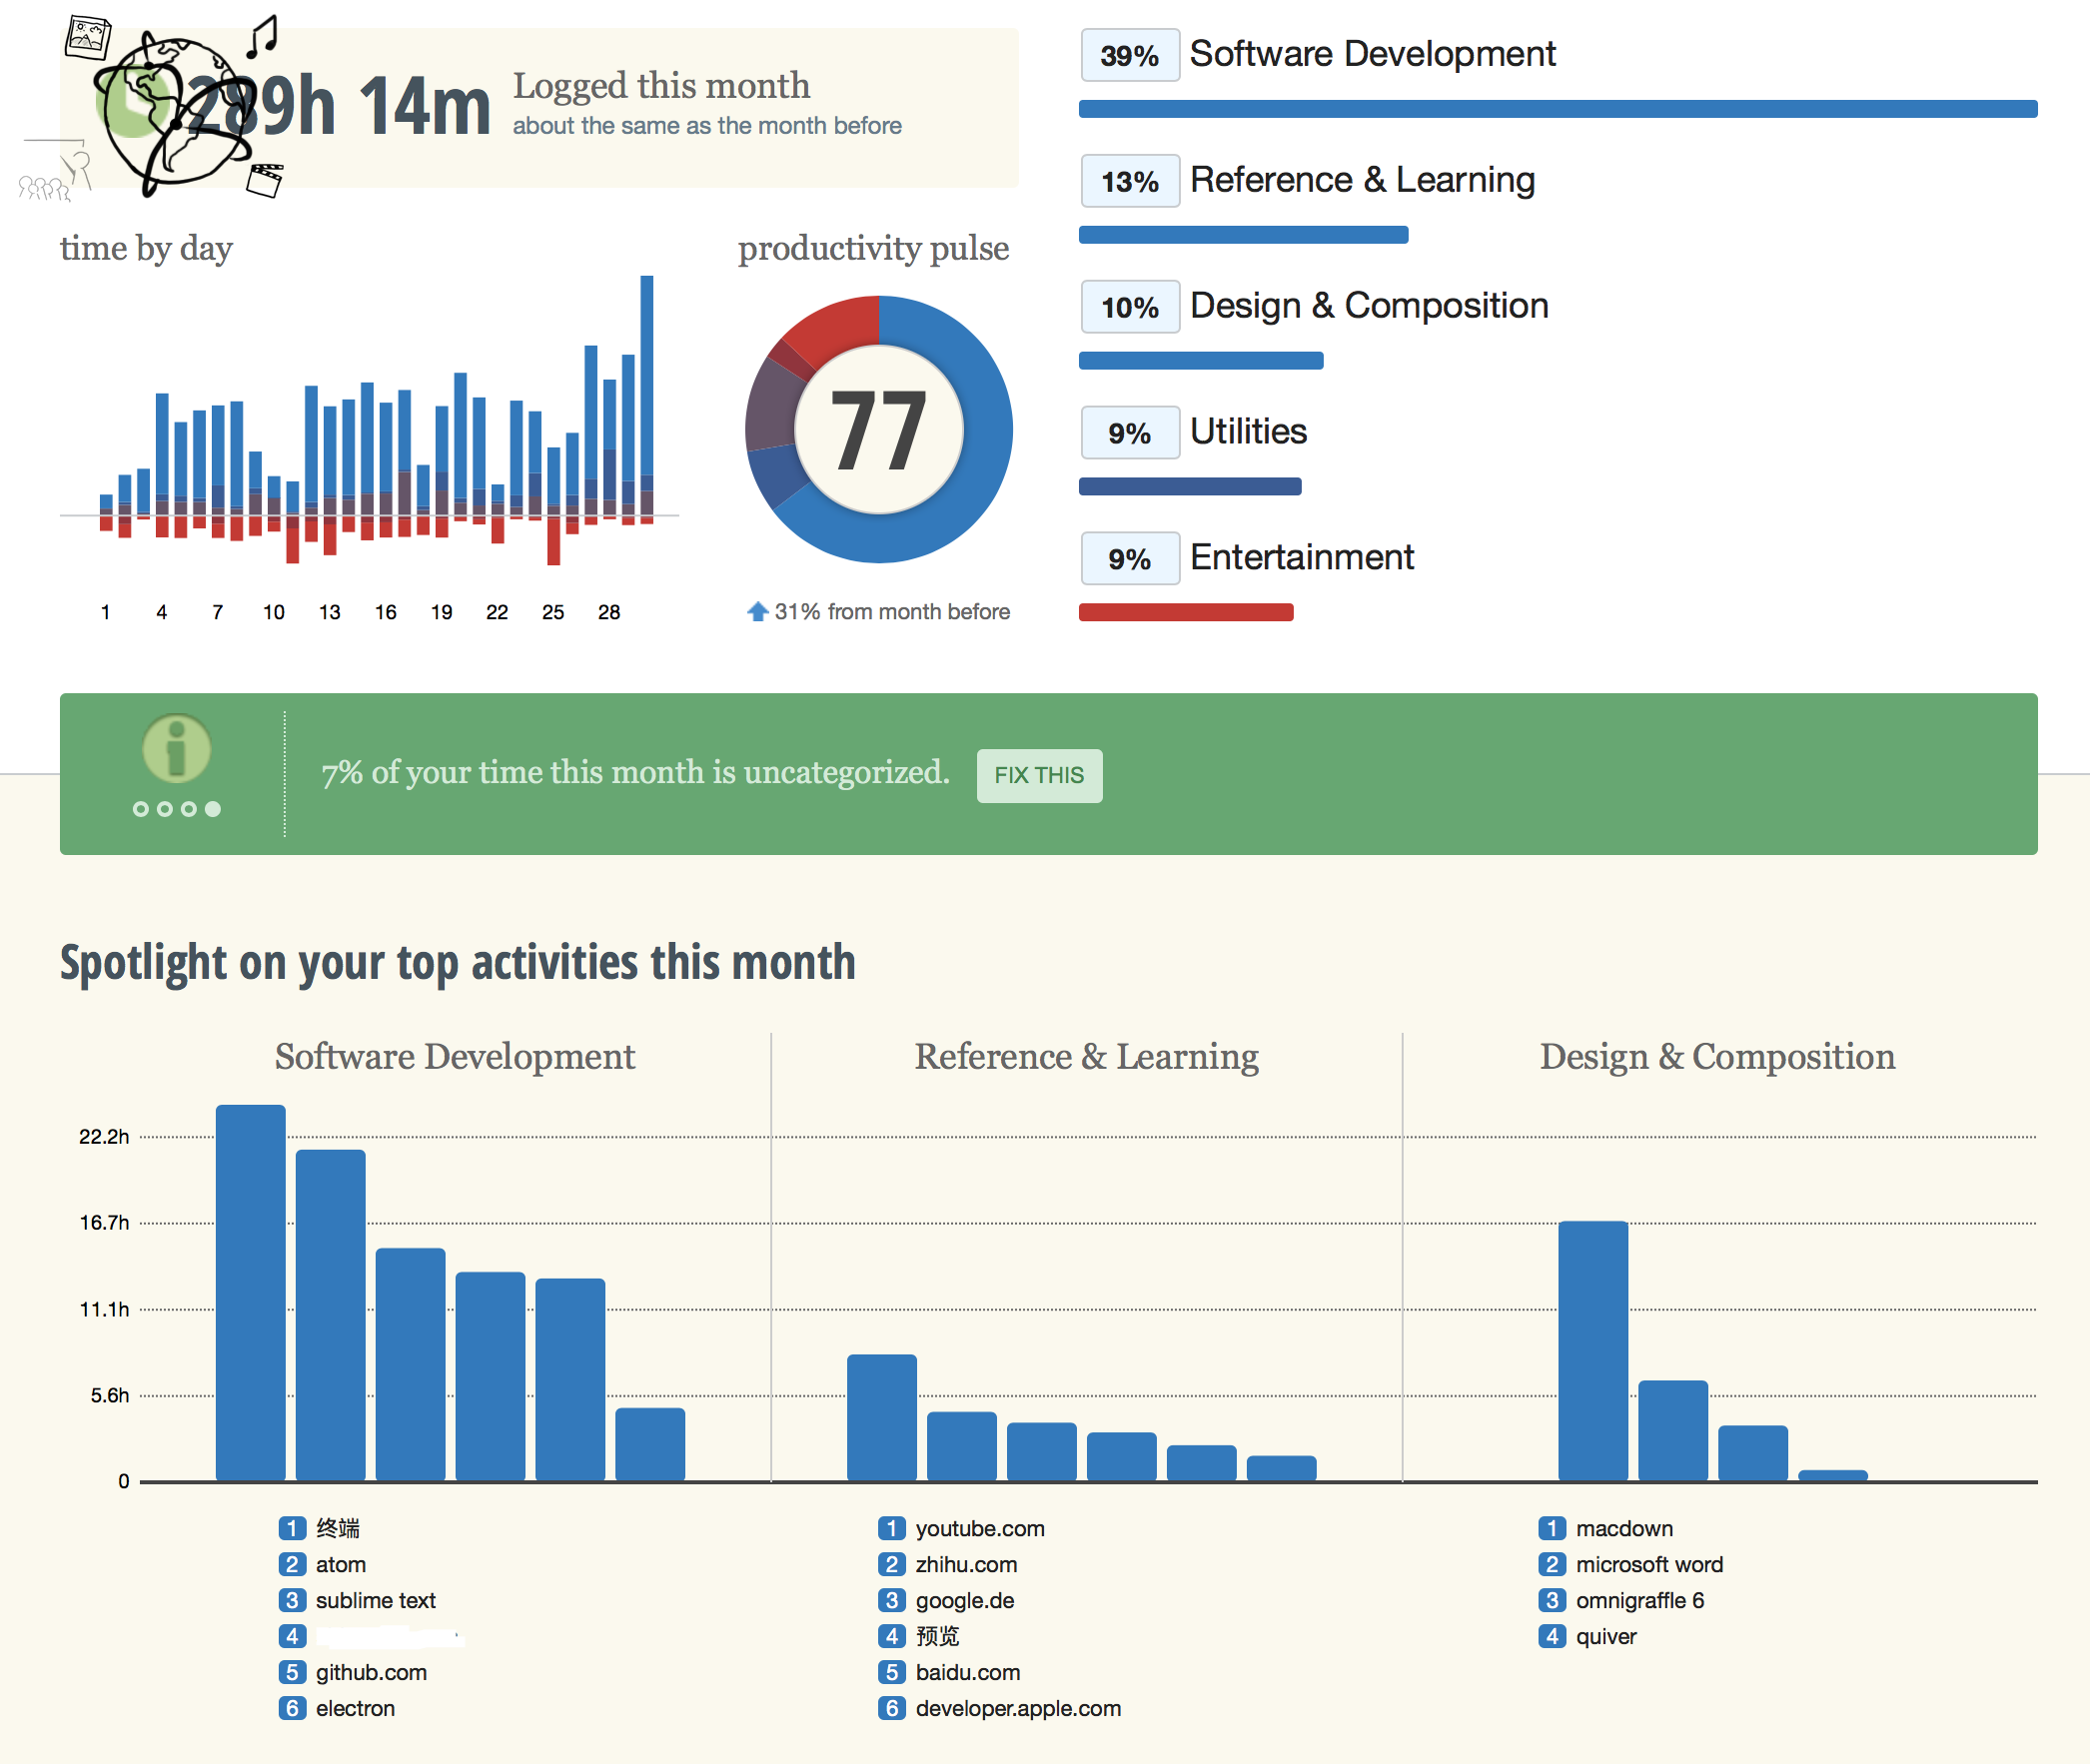 289h 14m
Logged this month
about the same as the month before
time by day
1 4 7 10 13 16 19 22 25 28
productivity pulse
77
31% from month before
39% Software Development
13% Reference & Learning
10% Design & Composition
9% Utilities
9% Entertainment
7% of your time this month is uncategorized. FIX THIS
Spotlight on your top activities this month
Software Development
Reference & Learning
Design & Composition
22.2h
16.7h
11.1h
5.6h
0
1 终端
2 atom
3 sublime text
4
5 github.com
6 electron
1 youtube.com
2 zhihu.com
3 google.de
4 预览
5 baidu.com
6 developer.apple.com
1 macdown
2 microsoft word
3 omnigraffle 6
4 quiver